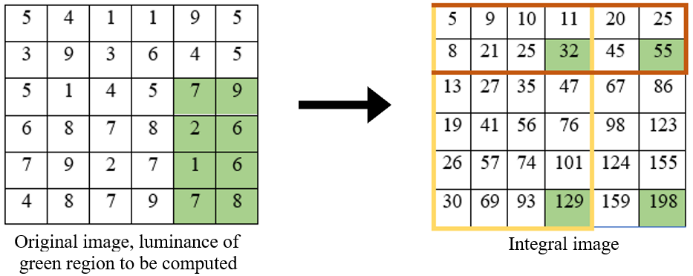 5 4 1 1 9 5
3 9 3 6 4 5
5 1 4 5 7 9
6 8 7 8 2 6
7 9 2 7 1 6
4 8 7 9 7 8
Original image, luminance of
green region to be computed
5 9 10 11 20 25
8 21 25 32 45 55
13 27 35 47 67 86
19 41 56 76 98 123
26 57 74 101 124 155
30 69 93 129 159 198
Integral image